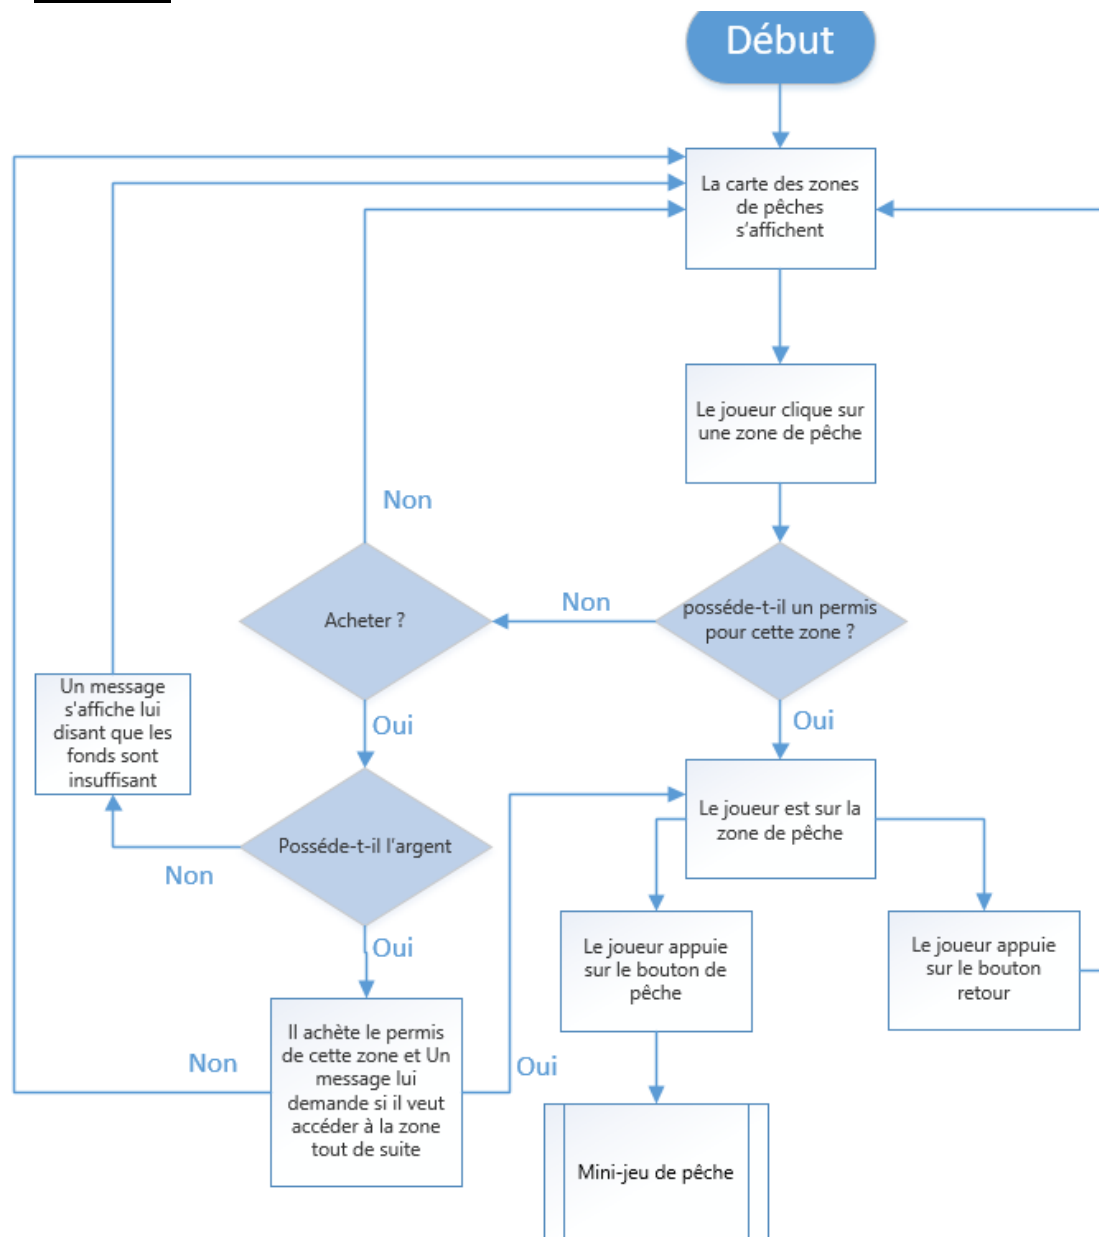 Début
La carte des zones
de pêches
s'affichent
Le joueur clique sur
une zone de pêche
Non
Acheter ?
Non
posséde-t-il un permis
pour cette zone ?
Un message
s'affiche lui
disant que les
fonds sont
insuffisant
Oui
Oui
Le joueur est sur la
zone de pêche
Posséde-t-il l'argent
Non
Oui
Le joueur appuie
sur le bouton de
pêche
Le joueur appuie
sur le bouton
retour
Il achète le permis
de cette zone et Un
message lui
demande si il veut
accéder à la zone
tout de suite
Non
Oui
Mini-jeu de pêche